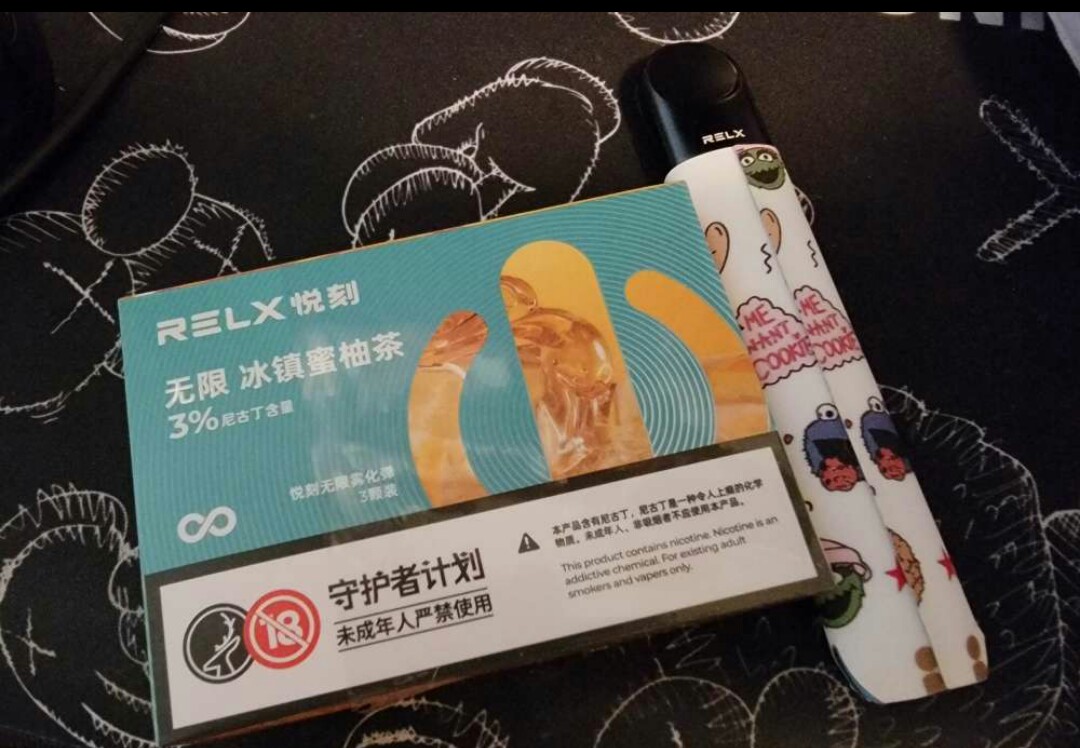 RELX
RELX 悦刻
无限 冰镇蜜柚茶
3% 尼古丁含量
悦刻无限雾化弹
3颗装
守护者计划
未成年人严禁使用
18
本产品含有尼古丁，尼古丁是一种令人上瘾的化学
物质。未成年人、非吸烟者不应使用本产品。
This product contains nicotine. Nicotine is an
addictive chemical. For existing adult
smokers and vapers only.
ME
WANT
COOKIE
ME
WANT
COOKIE